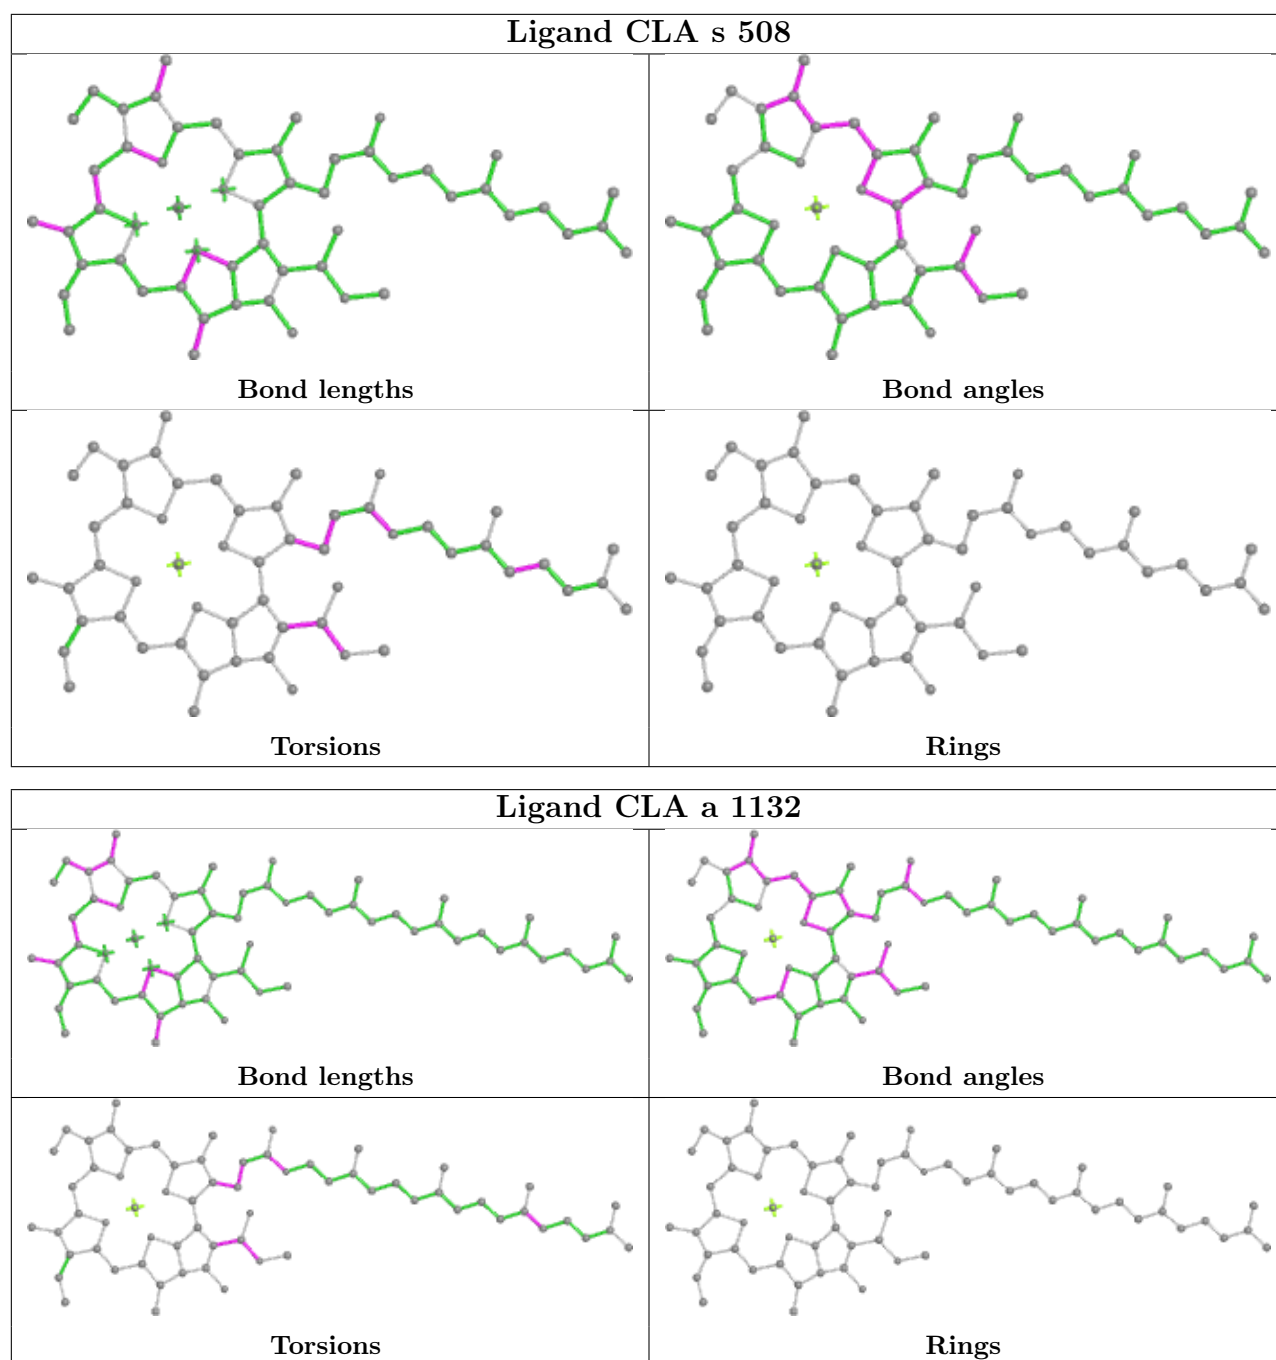 Ligand CLA s 508
Bond lengths
Bond angles
Torsions
Rings
Ligand CLA a 1132
Bond lengths
Bond angles
Torsions
Rings